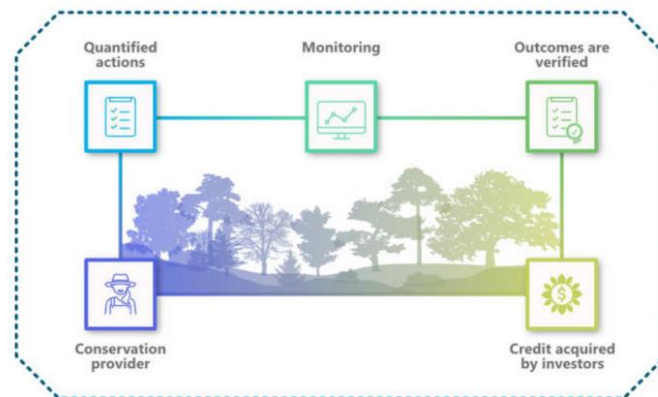 Quantified
actions
Monitoring
Outcomes are
verified
Conservation
provider
Credit acquired
by investors
$